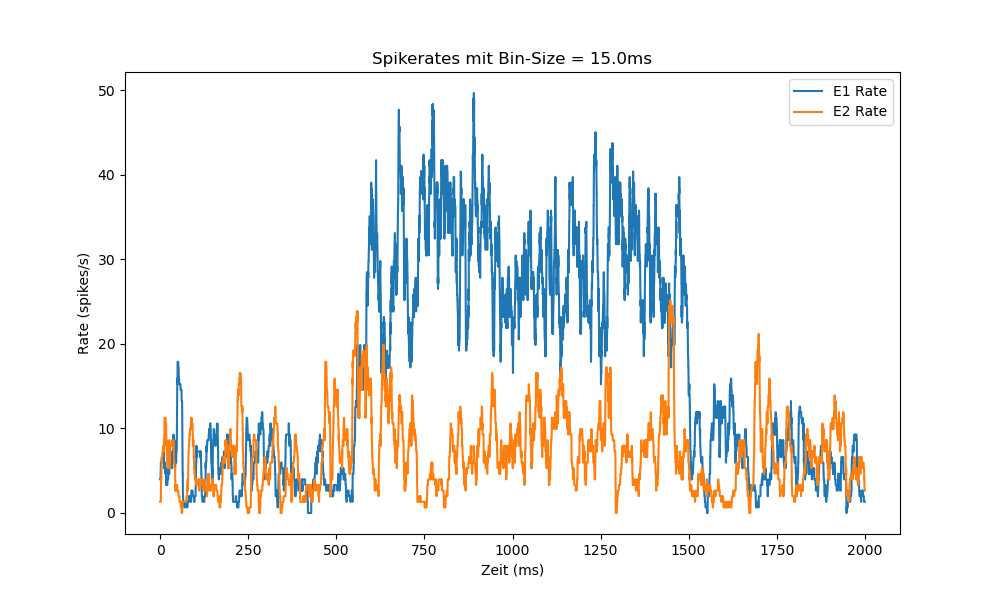 Spikerates mit Bin-Size = 15.0ms
E1 Rate
E2 Rate
Rate (spikes/s)
50
40
30
20
10
0
0 250 500 750 1000 1250 1500 1750 2000
Zeit (ms)